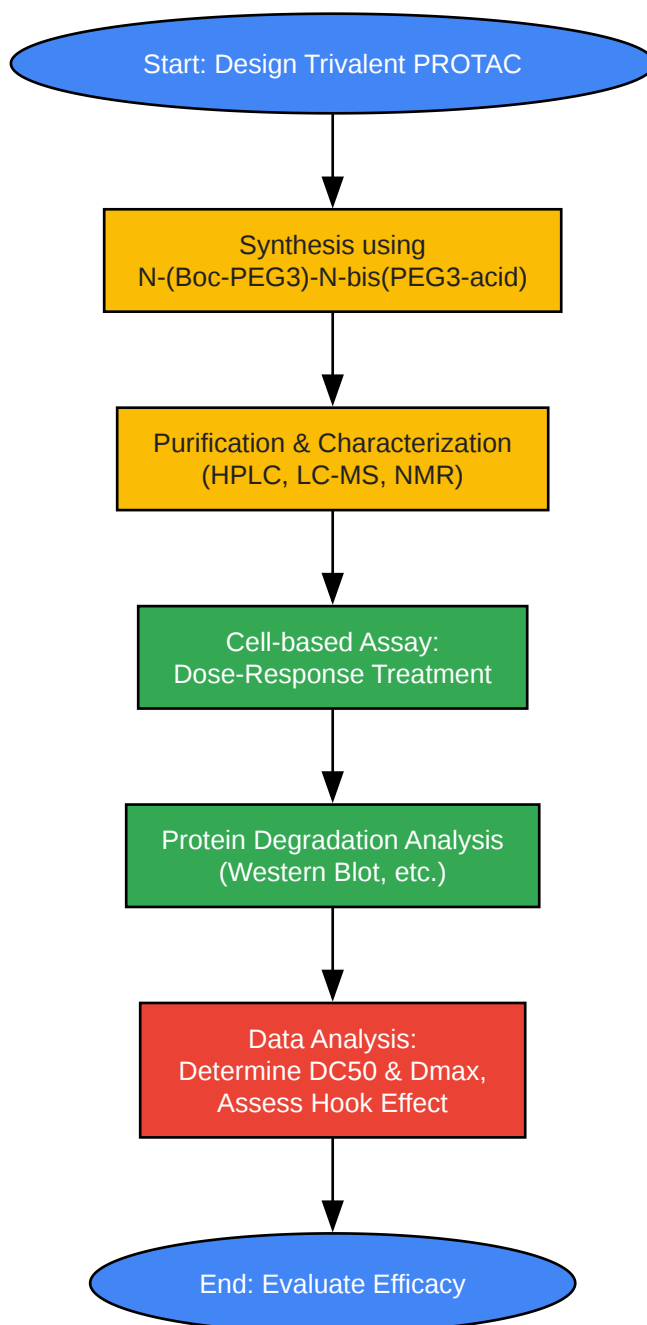 Start: Design Trivalent PROTAC
Synthesis using
N-(Boc-PEG3)-N-bis(PEG3-acid)
Purification & Characterization
(HPLC, LC-MS, NMR)
Cell-based Assay:
Dose-Response Treatment
Protein Degradation Analysis
(Western Blot, etc.)
Data Analysis:
Determine DC50 & Dmax,
Assess Hook Effect
End: Evaluate Efficacy